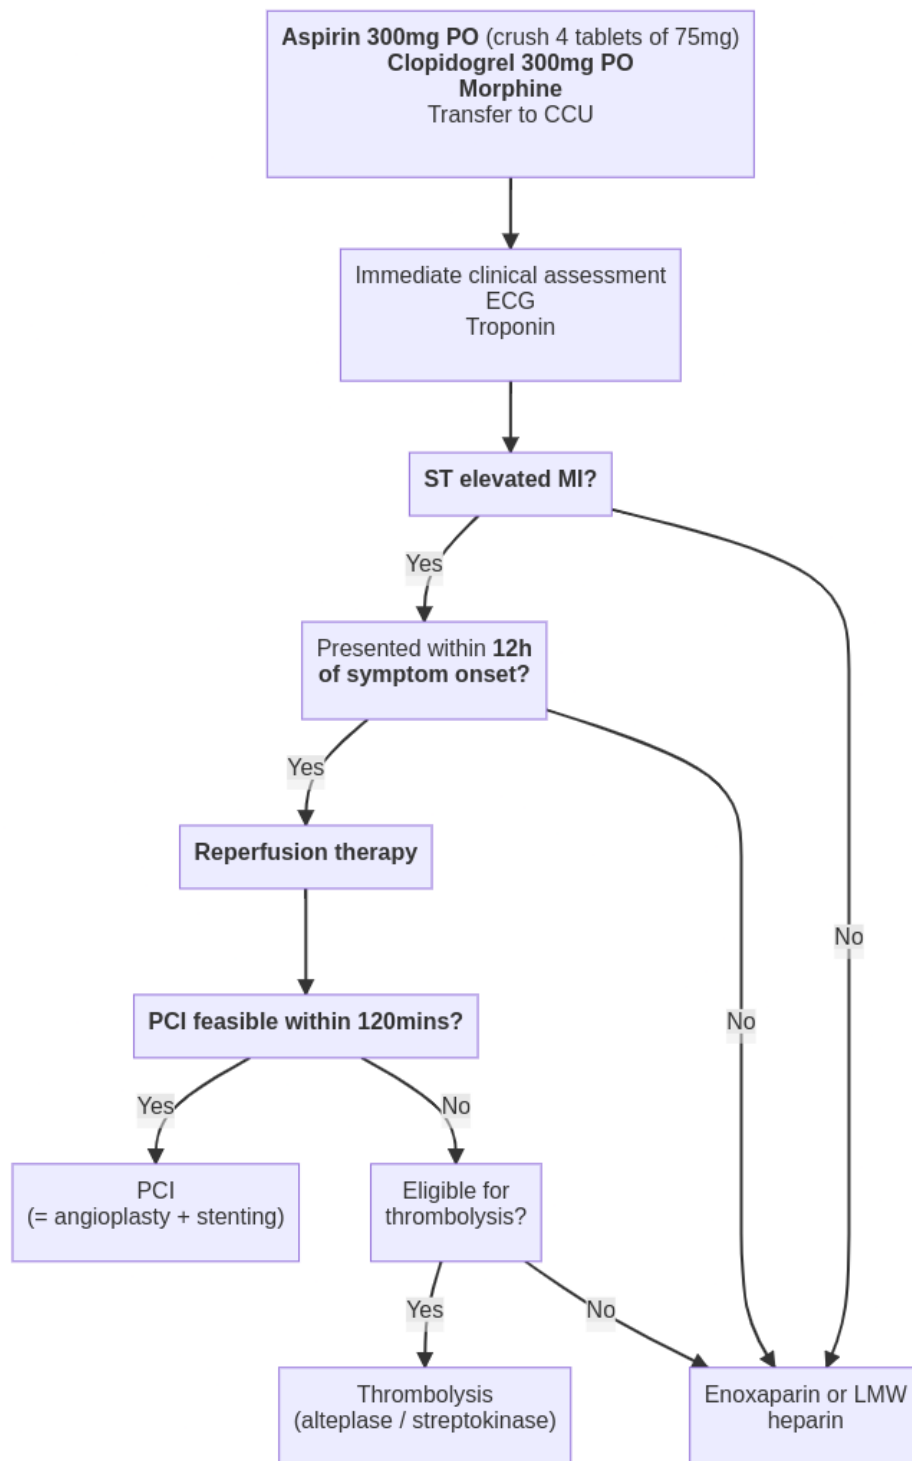 Aspirin 300mg PO (crush 4 tablets of 75mg)
Clopidogrel 300mg PO
Morphine
Transfer to CCU
Immediate clinical assessment
ECG
Troponin
ST elevated MI?
Yes
Presented within 12h
of symptom onset?
Yes
Reperfusion therapy
No
PCI feasible within 120mins?
No
Yes
No
PCI
(= angioplasty + stenting)
Eligible for
thrombolysis?
Yes
No
Thrombolysis
(alteplase / streptokinase)
Enoxaparin or LMW
heparin